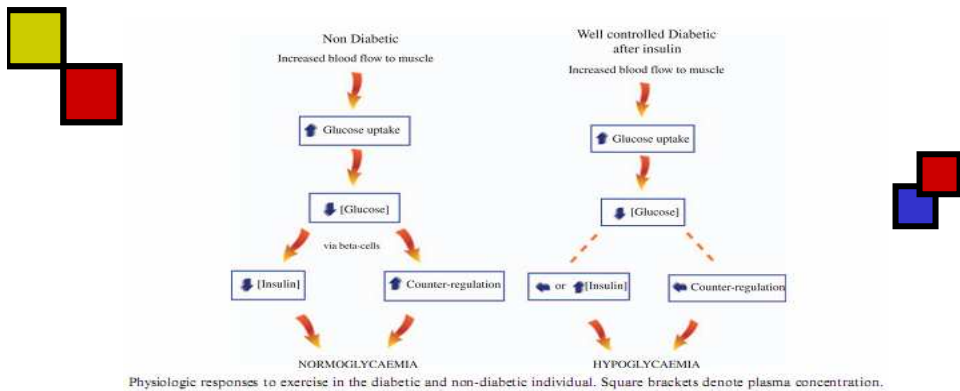 Non Diabetic
Increased blood flow to muscle
Glucose uptake
[Glucose]
via beta-cells
[Insulin]
Counter-regulation
NORMOGLYCAEMIA
Well controlled Diabetic
after insulin
Increased blood flow to muscle
Glucose uptake
[Glucose]
or [Insulin]
Counter-regulation
HYPOGLYCAEMIA
Physiologic responses to exercise in the diabetic and non-diabetic individual. Square brackets denote plasma concentration.